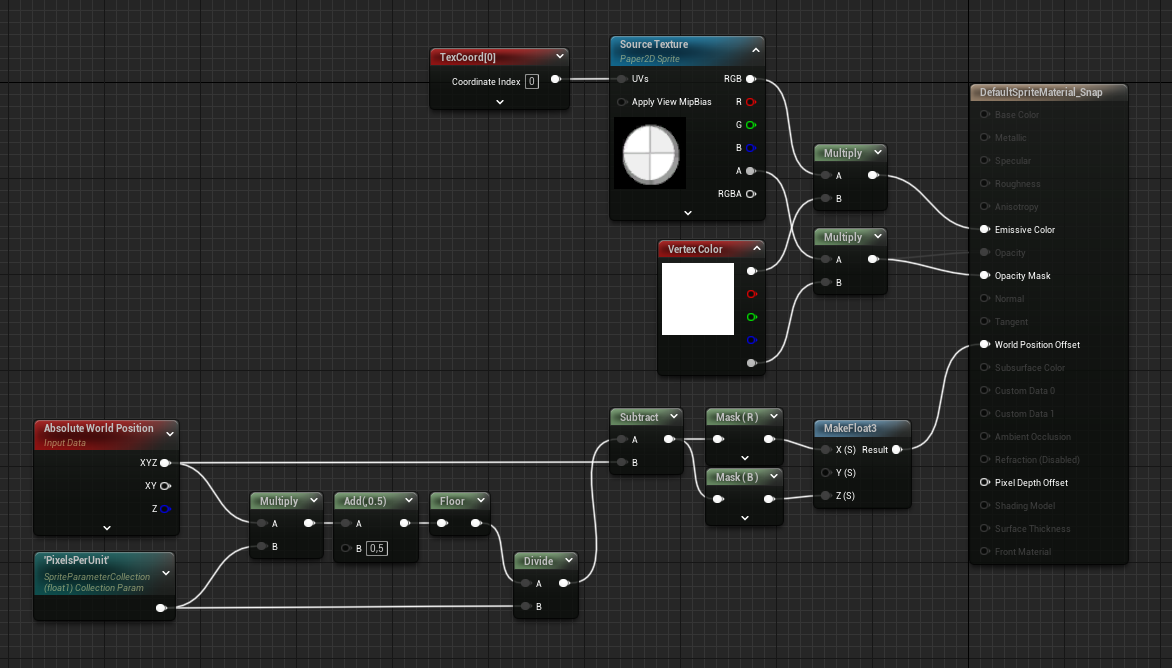 TexCoord[0]
Coordinate Index 0
Source Texture
Paper2D Sprite
UVs
RGB
Apply View MipBias
R
G
B
A
RGBA
Vertex Color
Multiply
A
B
Multiply
A
B
DefaultSpriteMaterial_Snap
Base Color
Metallic
Specular
Roughness
Anisotropy
Emissive Color
Opacity
Opacity Mask
Normal
Tangent
World Position Offset
Subsurface Color
Custom Data 0
Custom Data 1
Ambient Occlusion
Refraction (Disabled)
Pixel Depth Offset
Shading Model
Surface Thickness
Front Material
Absolute World Position
Input Data
XYZ
XY
Z
'PixelsPerUnit'
SpriteParameterCollection
(float1) Collection Param
Multiply
A
B
Add(,0.5)
A
B 0,5
Floor
Divide
A
B
Subtract
A
B
Mask ( R )
Mask ( B )
MakeFloat3
X (S) Result
Y (S)
Z (S)